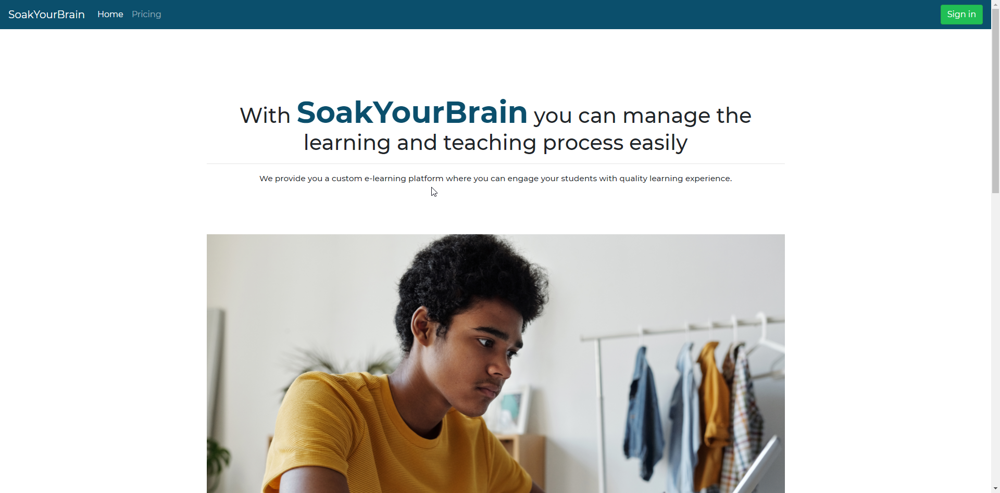 SoakYourBrain Home Pricing Sign in
With SoakYourBrain you can manage the
learning and teaching process easily
We provide you a custom e-learning platform where you can engage your students with quality learning experience.